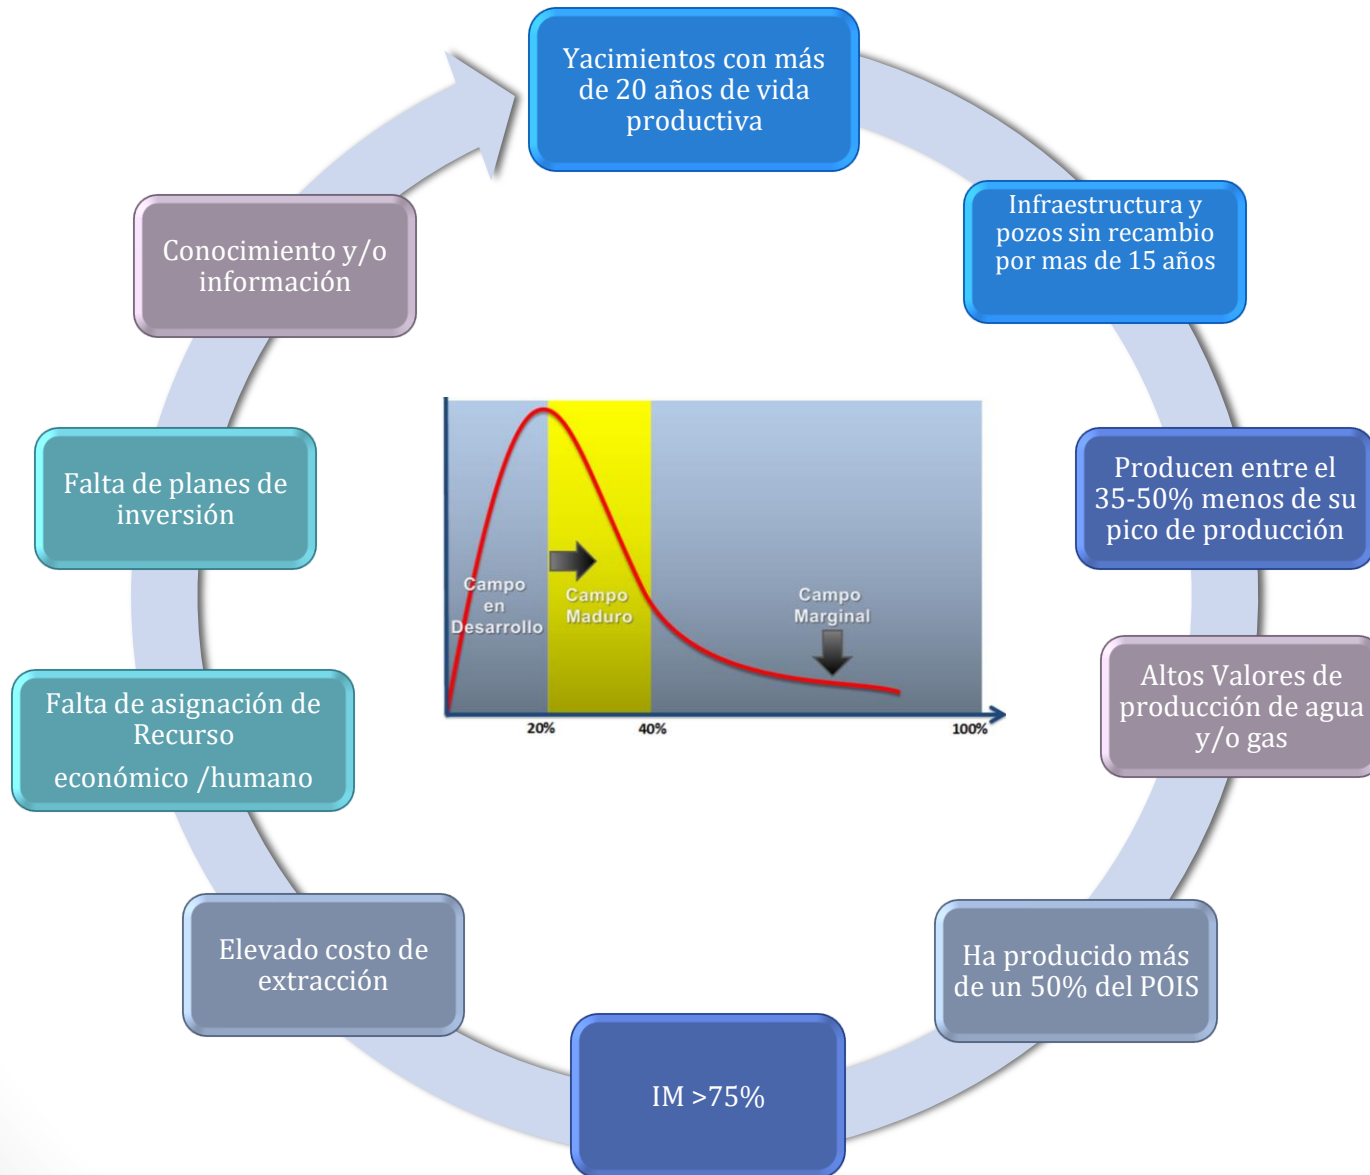 Yacimientos con más
de 20 años de vida
productiva
Infraestructura y
pozos sin recambio
por mas de 15 años
Producen entre el
35-50% menos de su
pico de producción
Altos Valores de
producción de agua
y/o gas
Ha producido más
de un 50% del POIS
IM >75%
Elevado costo de
extracción
Falta de asignación de
Recurso
económico /humano
Falta de planes de
inversión
Conocimiento y/o
información
Campo
en
Desarrollo
Campo
Maduro
Campo
Marginal
20%
40%
100%